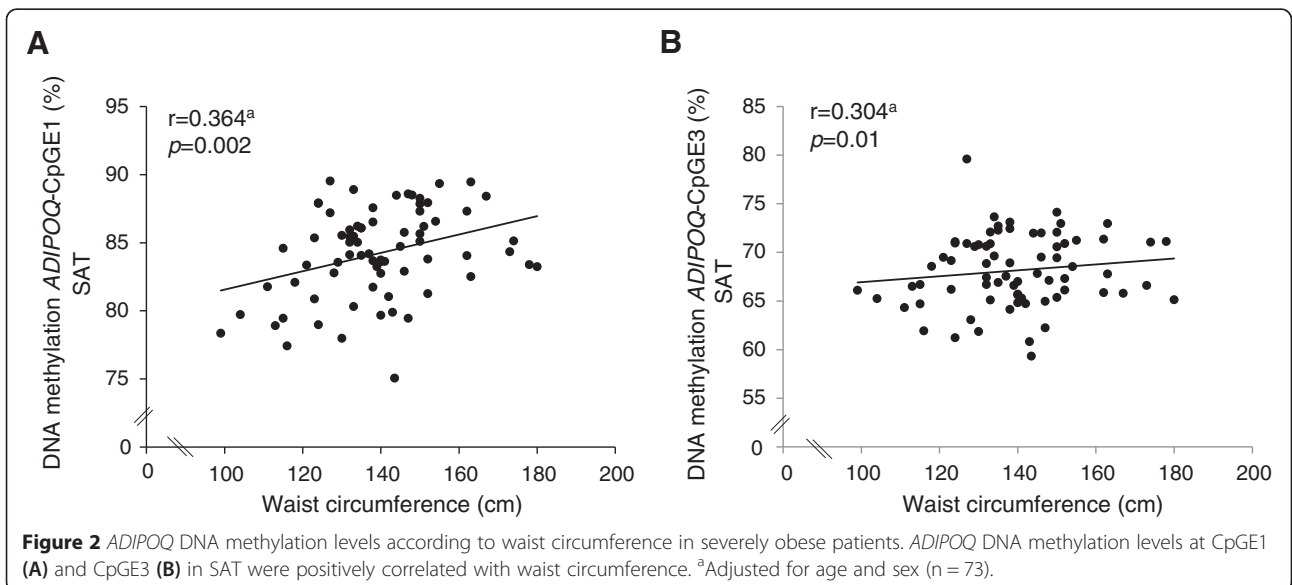 A
DNA methylation ADIPOQ-CpGE1 (%)
SAT
r=0.364ᵃ
p=0.002
95
90
85
80
75
0
0
100
120
140
160
180
200
Waist circumference (cm)
B
DNA methylation ADIPOQ-CpGE3 (%)
SAT
r=0.304ᵃ
p=0.01
85
80
75
70
65
60
55
0
0
100
120
140
160
180
200
Waist circumference (cm)
Figure 2 ADIPOQ DNA methylation levels according to waist circumference in severely obese patients. ADIPOQ DNA methylation levels at CpGE1
(A) and CpGE3 (B) in SAT were positively correlated with waist circumference. ᵃAdjusted for age and sex (n = 73).